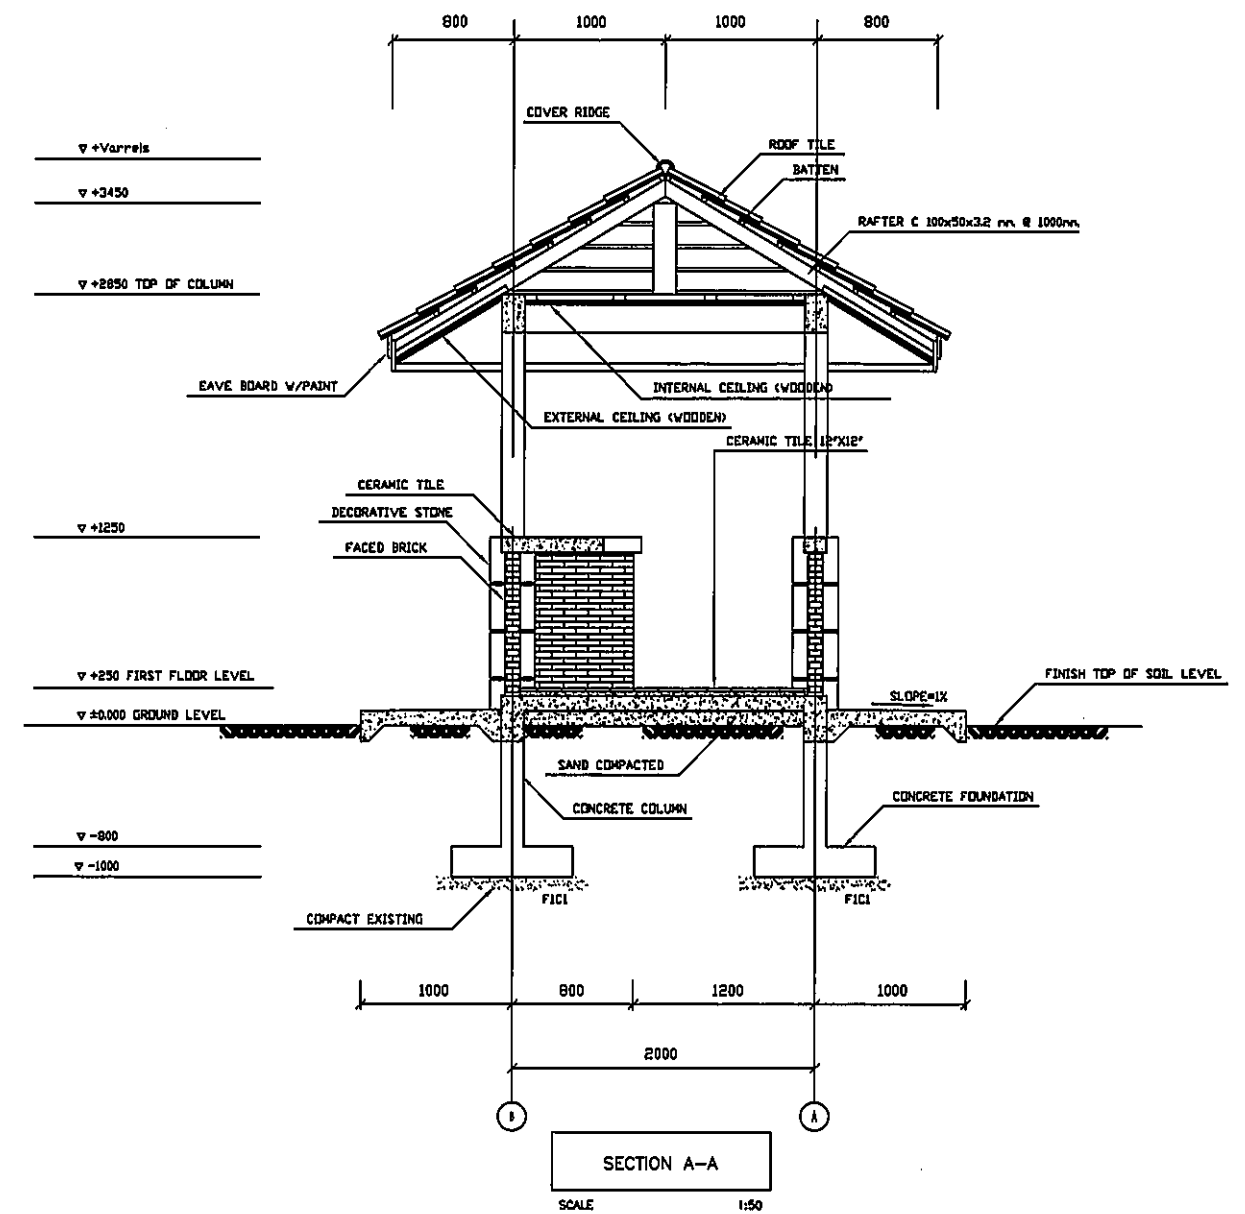 800 1000 1000 800
COVER RIDGE
▽ +Varreis
ROOF TILE
BATTEN
▽ +3450
RAFTER C 100x50x3.2 mm. @ 1000mm.
▽ +2850 TOP OF COLUMN
EAVE BOARD W/PAINT
INTERNAL CEILING (WOODEN)
EXTERNAL CEILING (WOODEN)
CERAMIC TILE 12"X12"
CERAMIC TILE
DECORATIVE STONE
▽ +1250
FACED BRICK
▽ +250 FIRST FLOOR LEVEL
FINISH TOP OF SOIL LEVEL
SLOPE=1%
▽ ±0.000 GROUND LEVEL
SAND COMPACTED
CONCRETE COLUMN
CONCRETE FOUNDATION
▽ -800
▽ -1000
F1C1 F1C1
COMPACT EXISTING
1000 800 1200 1000
2000
B A
SECTION A-A
SCALE 1:50